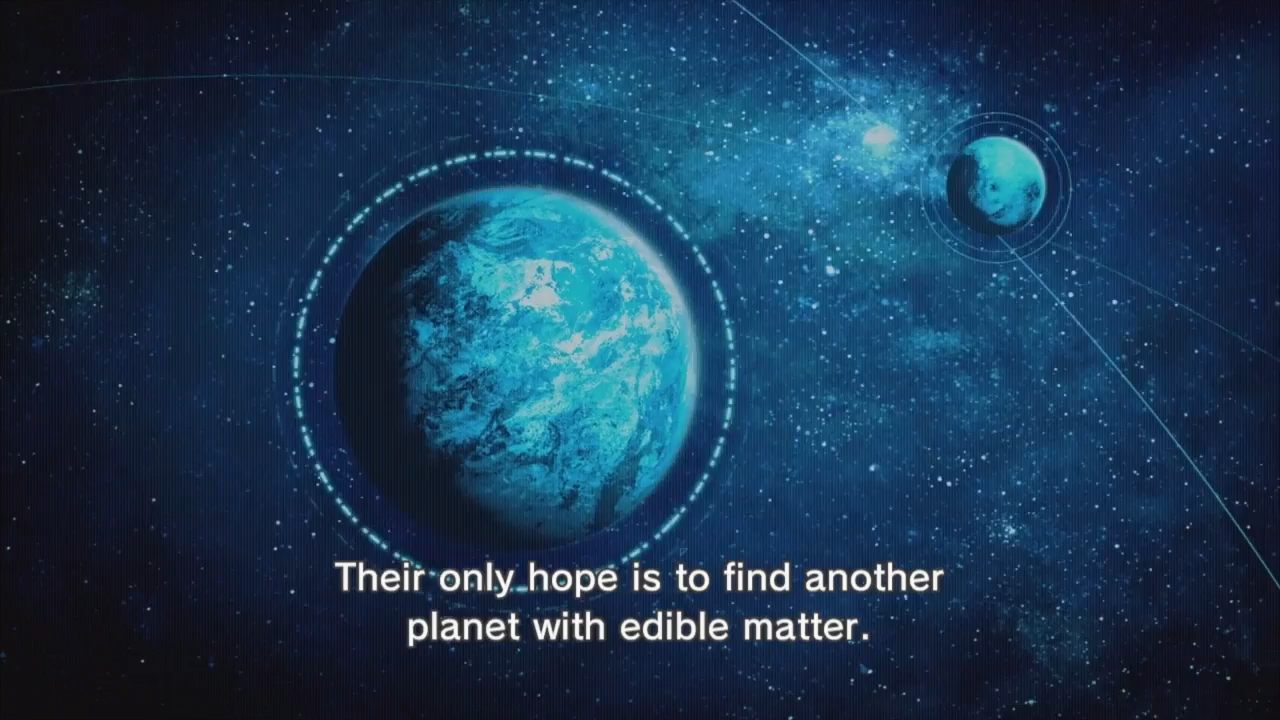 Their only hope is to find another
planet with edible matter.